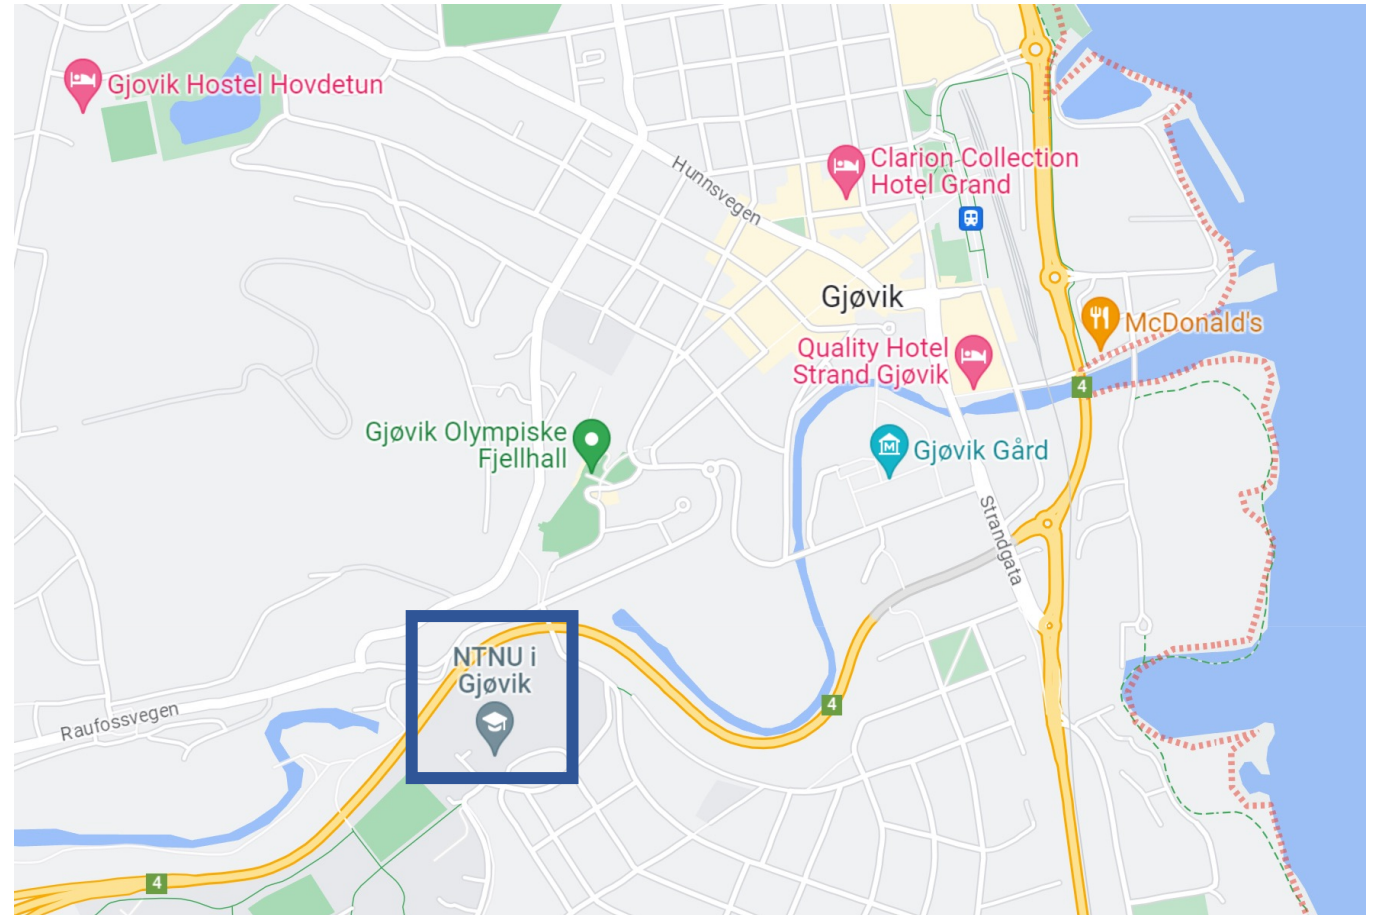 Gjovik Hostel Hovdetun
Hunnsvegen
Clarion Collection
Hotel Grand
Gjøvik
McDonald's
Quality Hotel
Strand Gjøvik
4
Gjøvik Olympiske
Fjellhall
M
Gjøvik Gård
Strandgata
NTNU i
Gjøvik
Raufossvegen
4
4